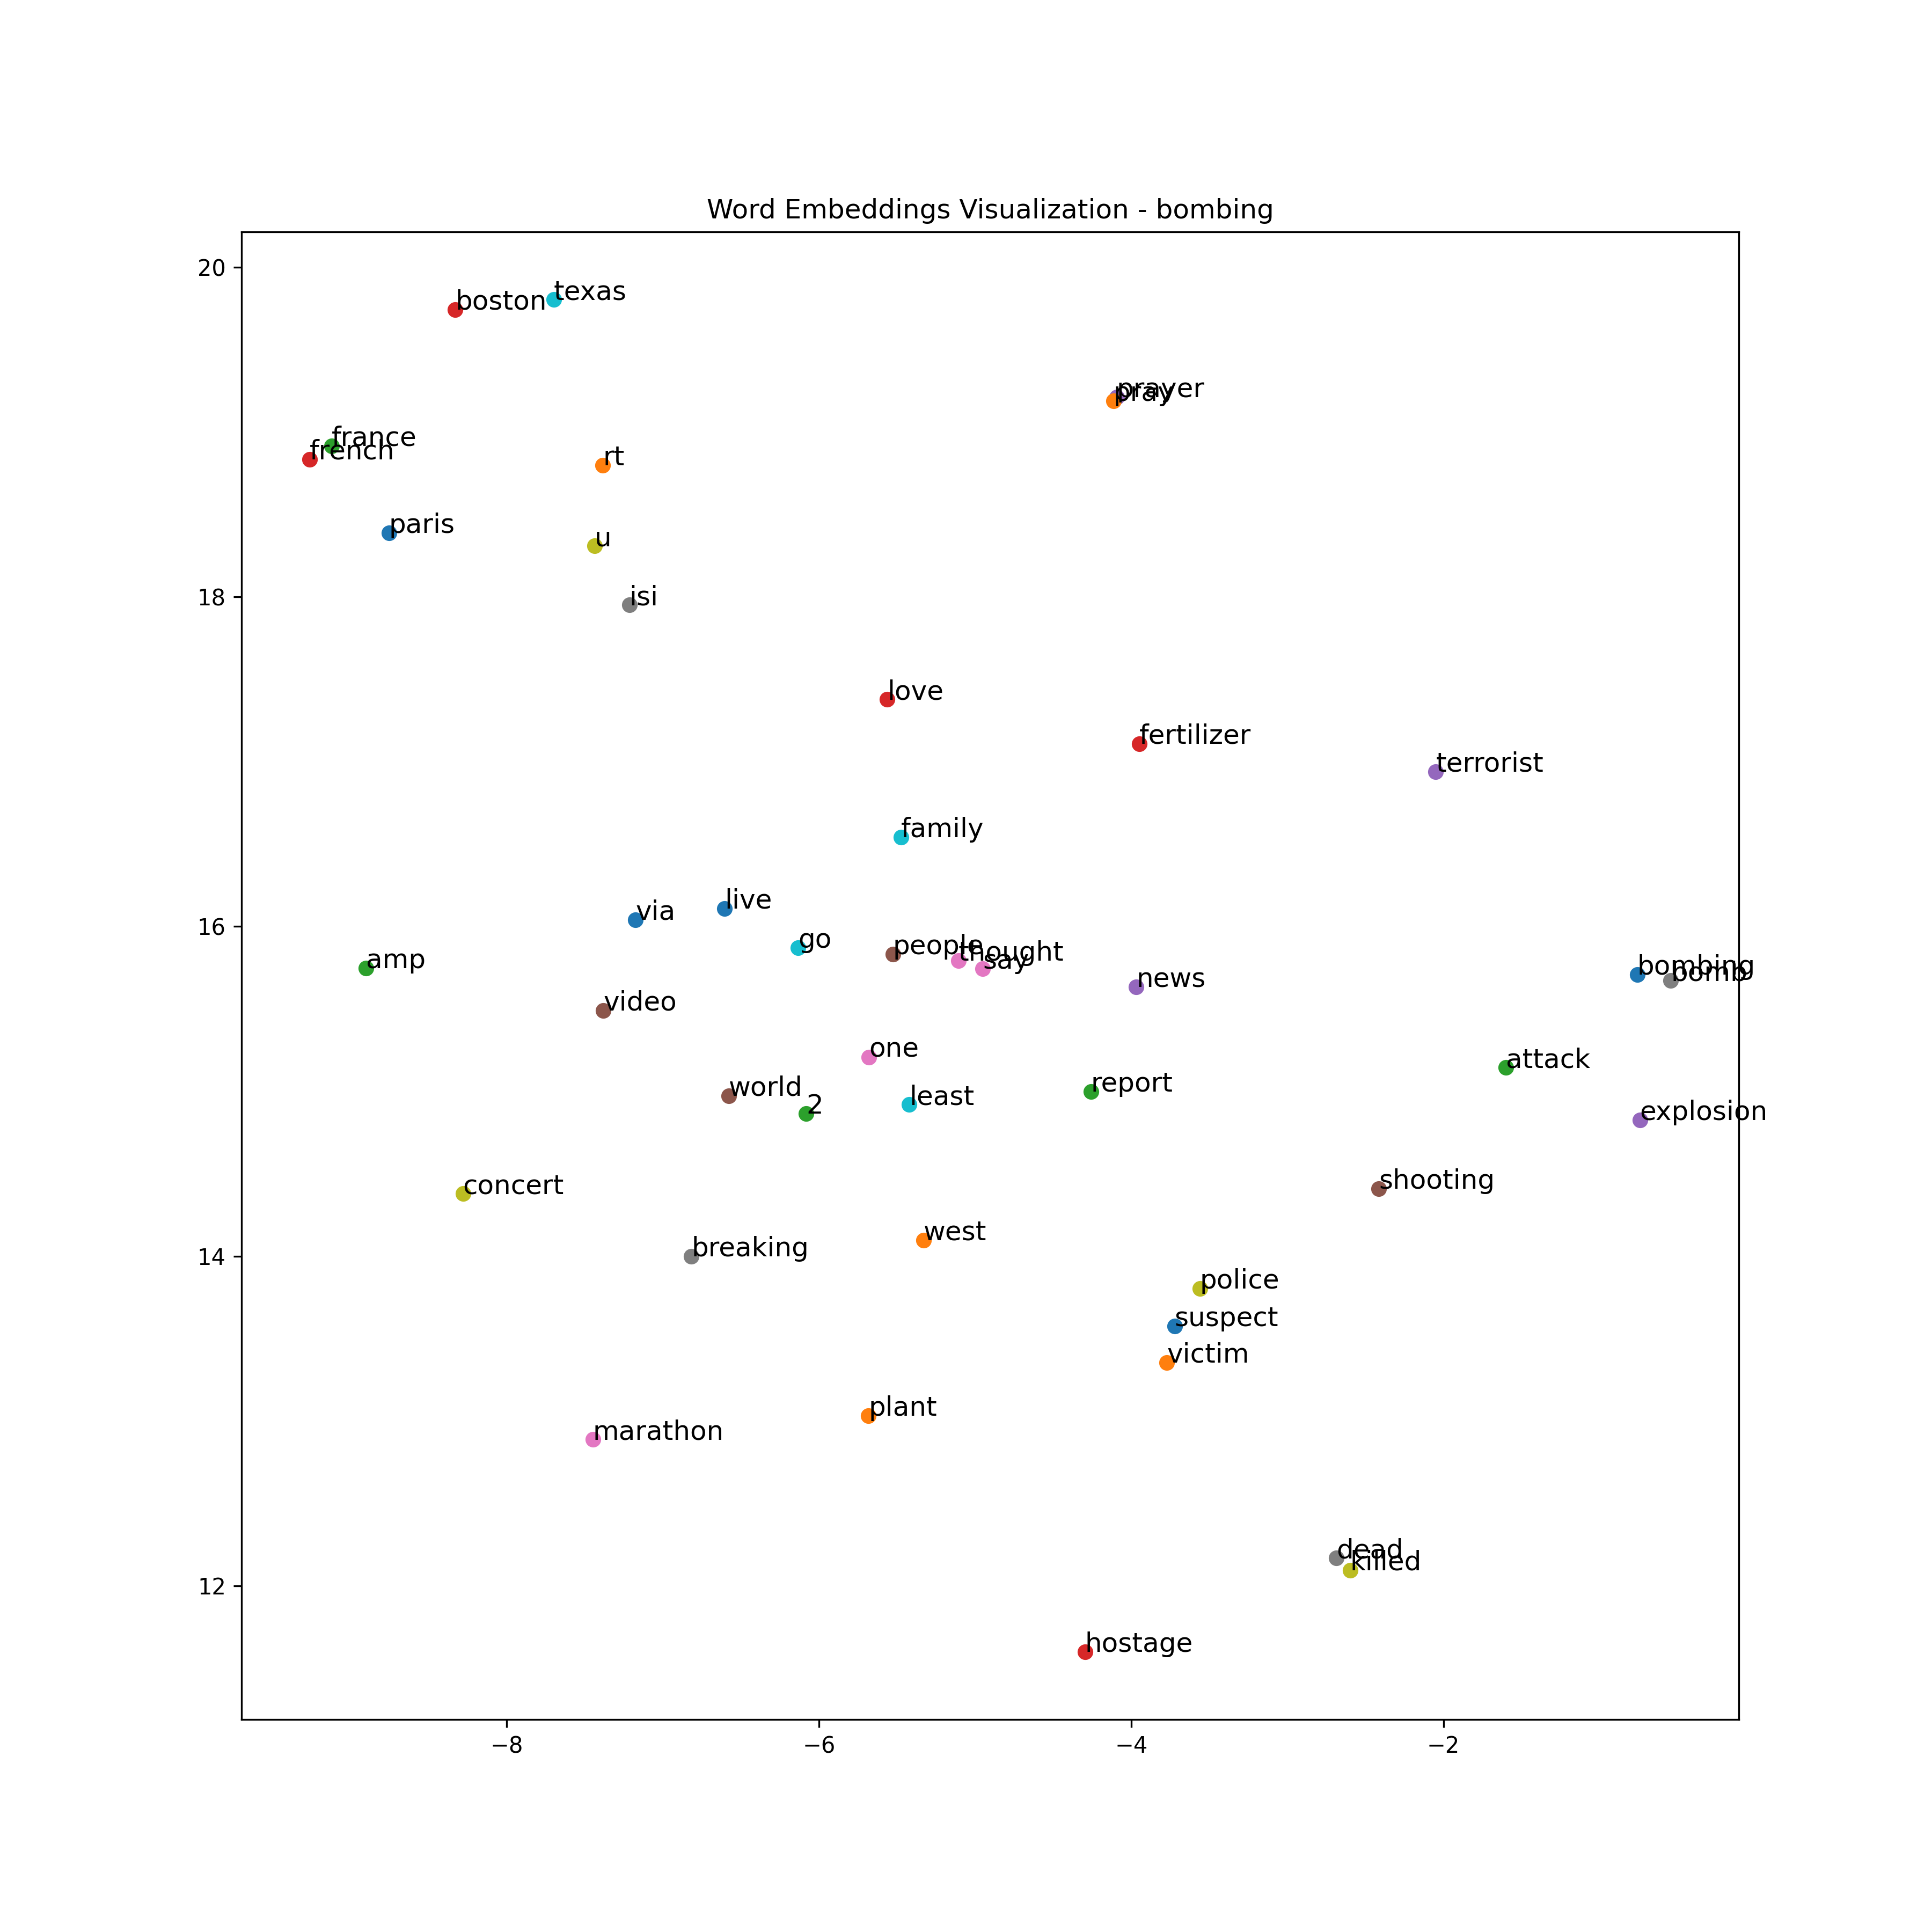 Word Embeddings Visualization - bombing
20
texas
boston
prayer
pray
france
french
rt
paris
u
18
isi
love
fertilizer
terrorist
family
live
via
16
go
people
thought
say
amp
bombing
bomb
news
video
one
attack
world
report
least
2
explosion
concert
shooting
west
14
breaking
police
suspect
victim
plant
marathon
dead
killed
12
hostage
−8 −6 −4 −2